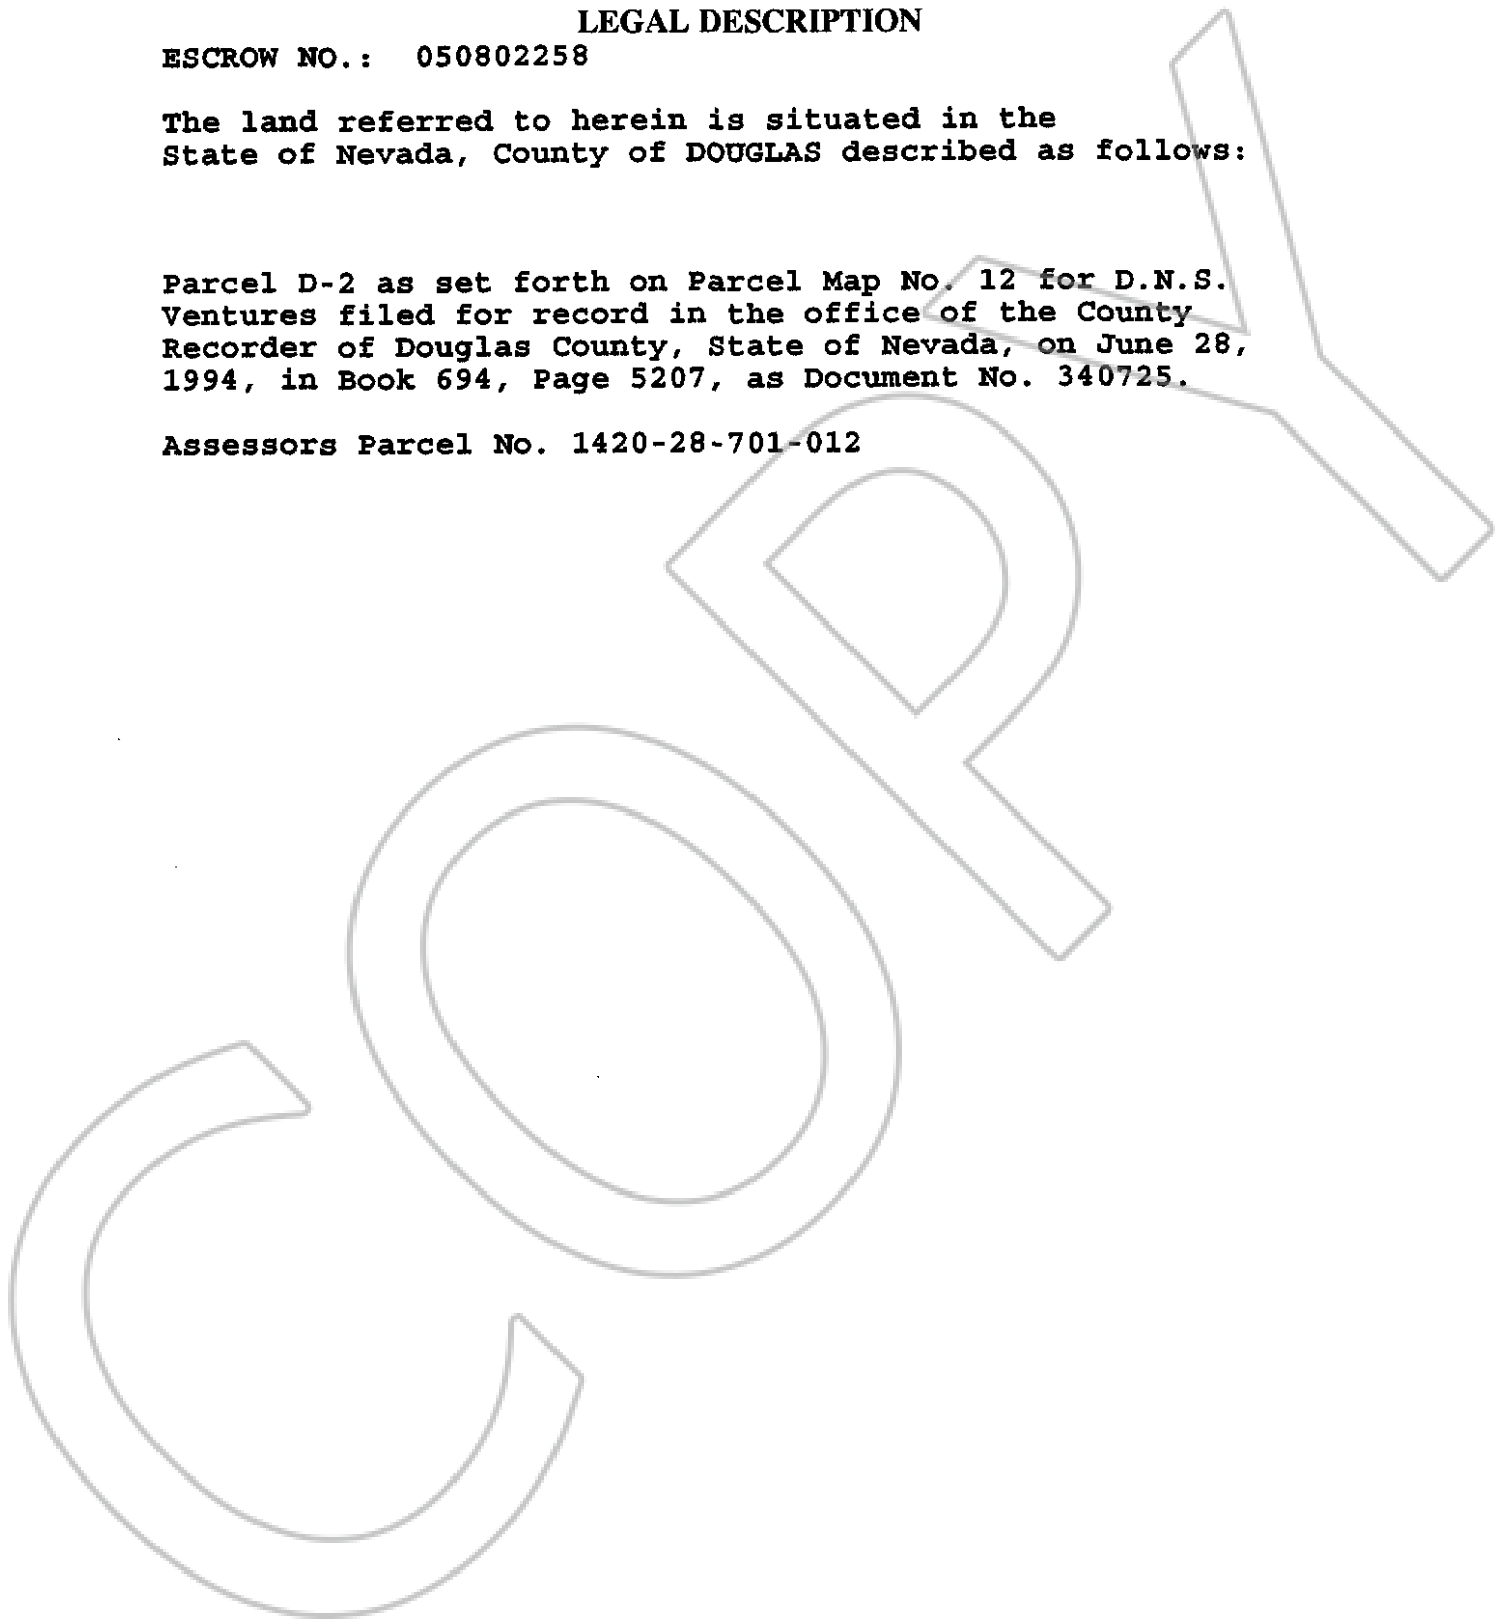 LEGAL DESCRIPTION
ESCROW NO.: 050802258
The land referred to herein is situated in the
State of Nevada, County of DOUGLAS described as follows:
Parcel D-2 as set forth on Parcel Map No. 12 for D.N.S.
Ventures filed for record in the office of the County
Recorder of Douglas County, State of Nevada, on June 28,
1994, in Book 694, Page 5207, as Document No. 340725.
Assessors Parcel No. 1420-28-701-012
COPY